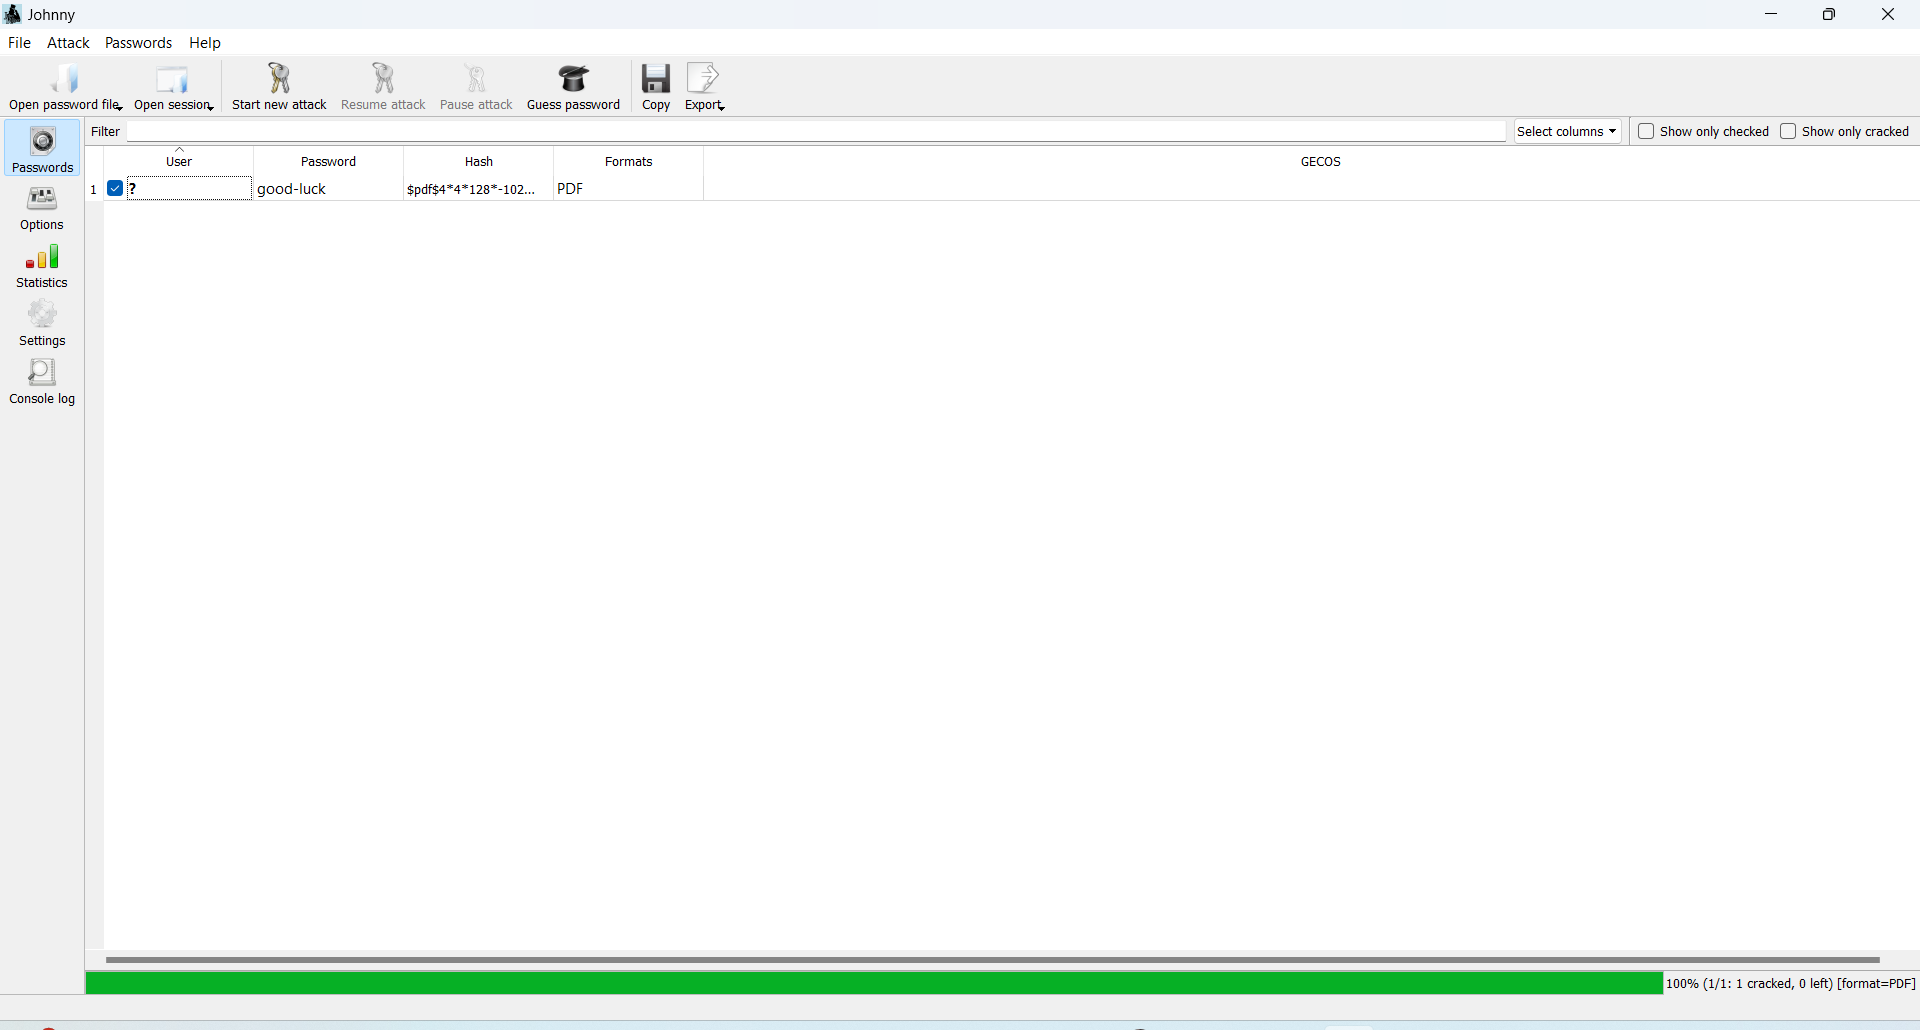 Johnny
File Attack Passwords Help
Open password file Open session Start new attack Resume attack Pause attack Guess password Copy Export
Passwords
Options
Statistics
Settings
Console log
Filter Select columns Show only checked Show only cracked
User Password Hash Formats GECOS
1 ? good-luck $pdf$4*4*128*-102... PDF
100% (1/1: 1 cracked, 0 left) [format=PDF]